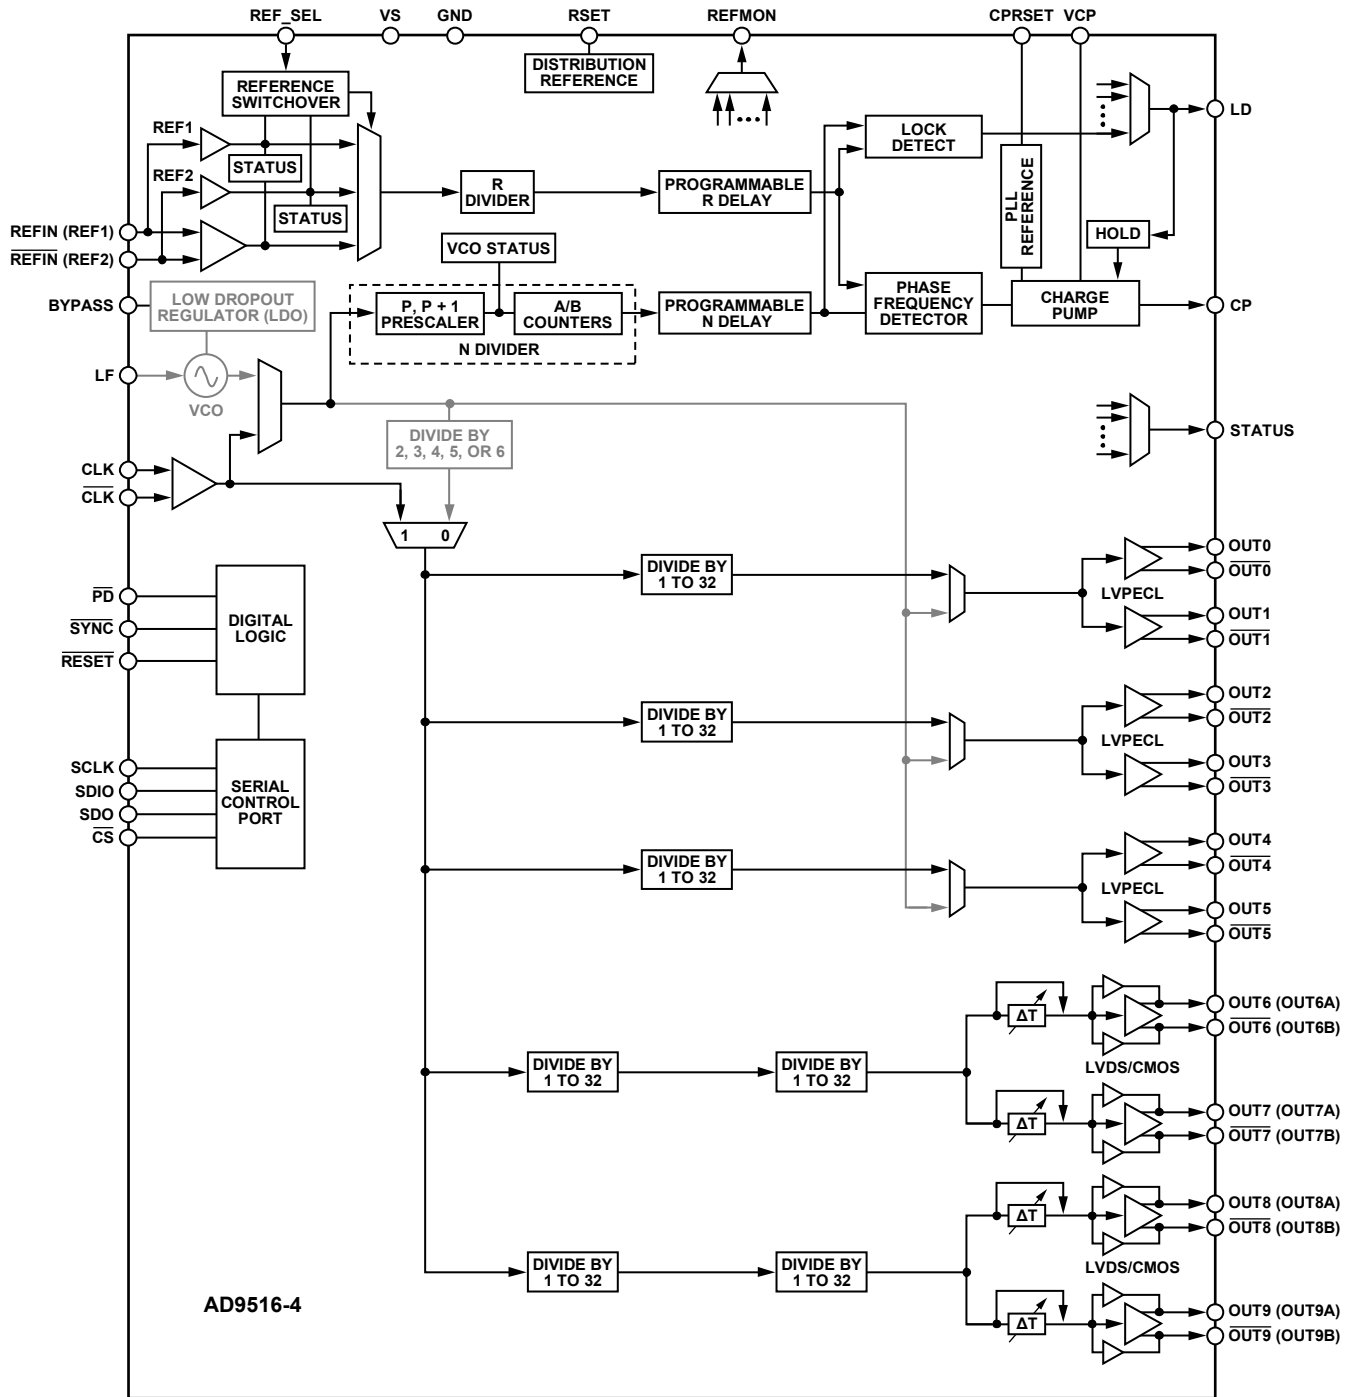 REF_SEL
VS
GND
RSET
REFMON
CPRSET
VCP
DISTRIBUTION
REFERENCE
REFERENCE
SWITCHOVER
REF1
STATUS
REF2
STATUS
REFIN (REF1)
REFIN (REF2)
R
DIVIDER
PROGRAMMABLE
R DELAY
LOCK
DETECT
LD
PLL
REFERENCE
HOLD
VCO STATUS
BYPASS
LOW DROPOUT
REGULATOR (LDO)
P, P + 1
PRESCALER
A/B
COUNTERS
N DIVIDER
PROGRAMMABLE
N DELAY
PHASE
FREQUENCY
DETECTOR
CHARGE
PUMP
CP
LF
VCO
DIVIDE BY
2, 3, 4, 5, OR 6
STATUS
CLK
CLK
1 0
DIVIDE BY
1 TO 32
LVPECL
OUT0
OUT0
OUT1
OUT1
PD
SYNC
RESET
DIGITAL
LOGIC
DIVIDE BY
1 TO 32
LVPECL
OUT2
OUT2
OUT3
OUT3
SCLK
SDIO
SDO
CS
SERIAL
CONTROL
PORT
DIVIDE BY
1 TO 32
LVPECL
OUT4
OUT4
OUT5
OUT5
DIVIDE BY
1 TO 32
DIVIDE BY
1 TO 32
ΔT
ΔT
LVDS/CMOS
OUT6 (OUT6A)
OUT6 (OUT6B)
OUT7 (OUT7A)
OUT7 (OUT7B)
DIVIDE BY
1 TO 32
DIVIDE BY
1 TO 32
ΔT
ΔT
LVDS/CMOS
OUT8 (OUT8A)
OUT8 (OUT8B)
OUT9 (OUT9A)
OUT9 (OUT9B)
AD9516-4